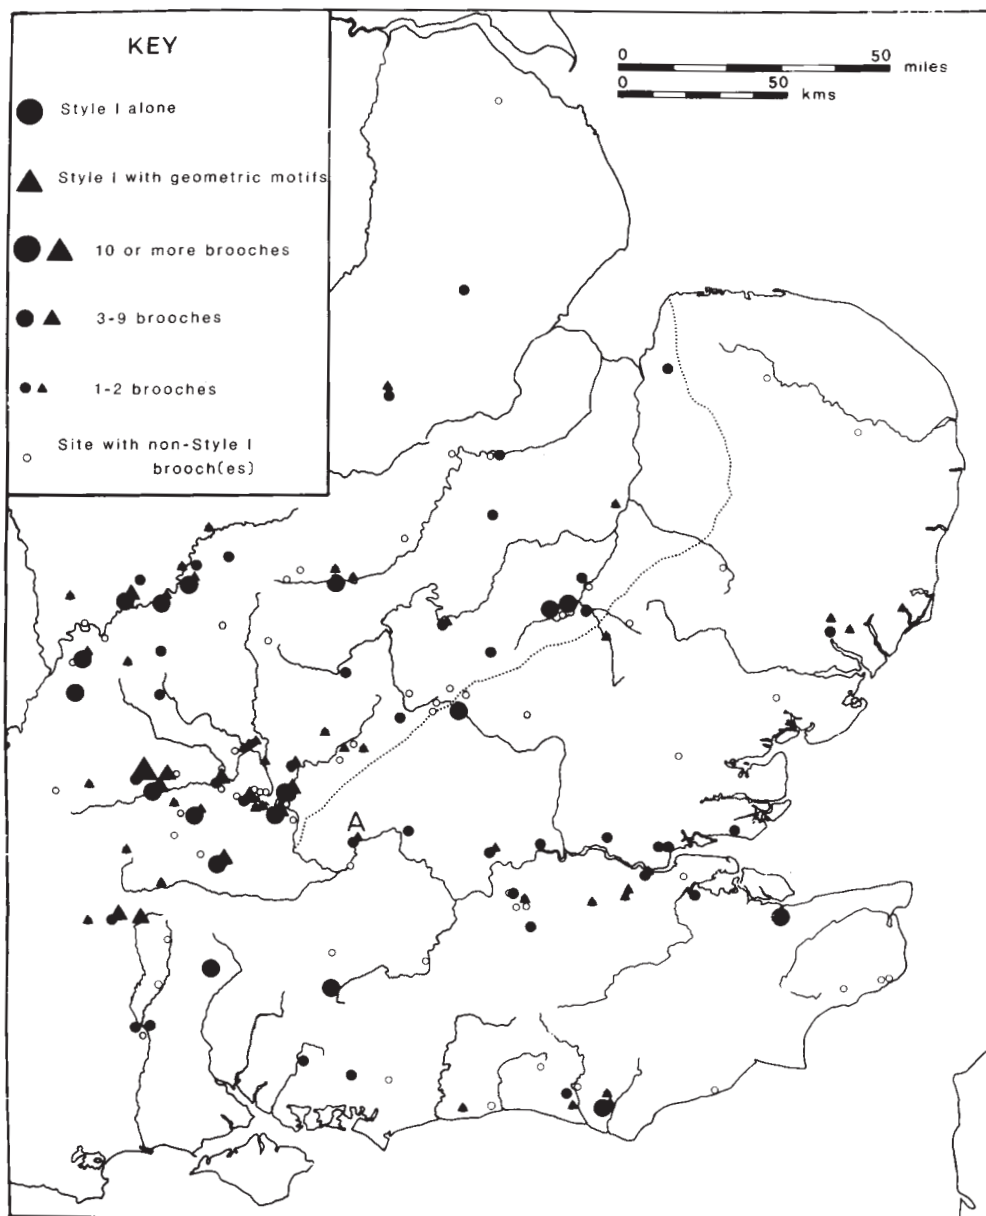 KEY
Style I alone
Style I with geometric motifs
10 or more brooches
3-9 brooches
1-2 brooches
Site with non-Style I
brooch(es)
0 50 miles
0 50 kms
A